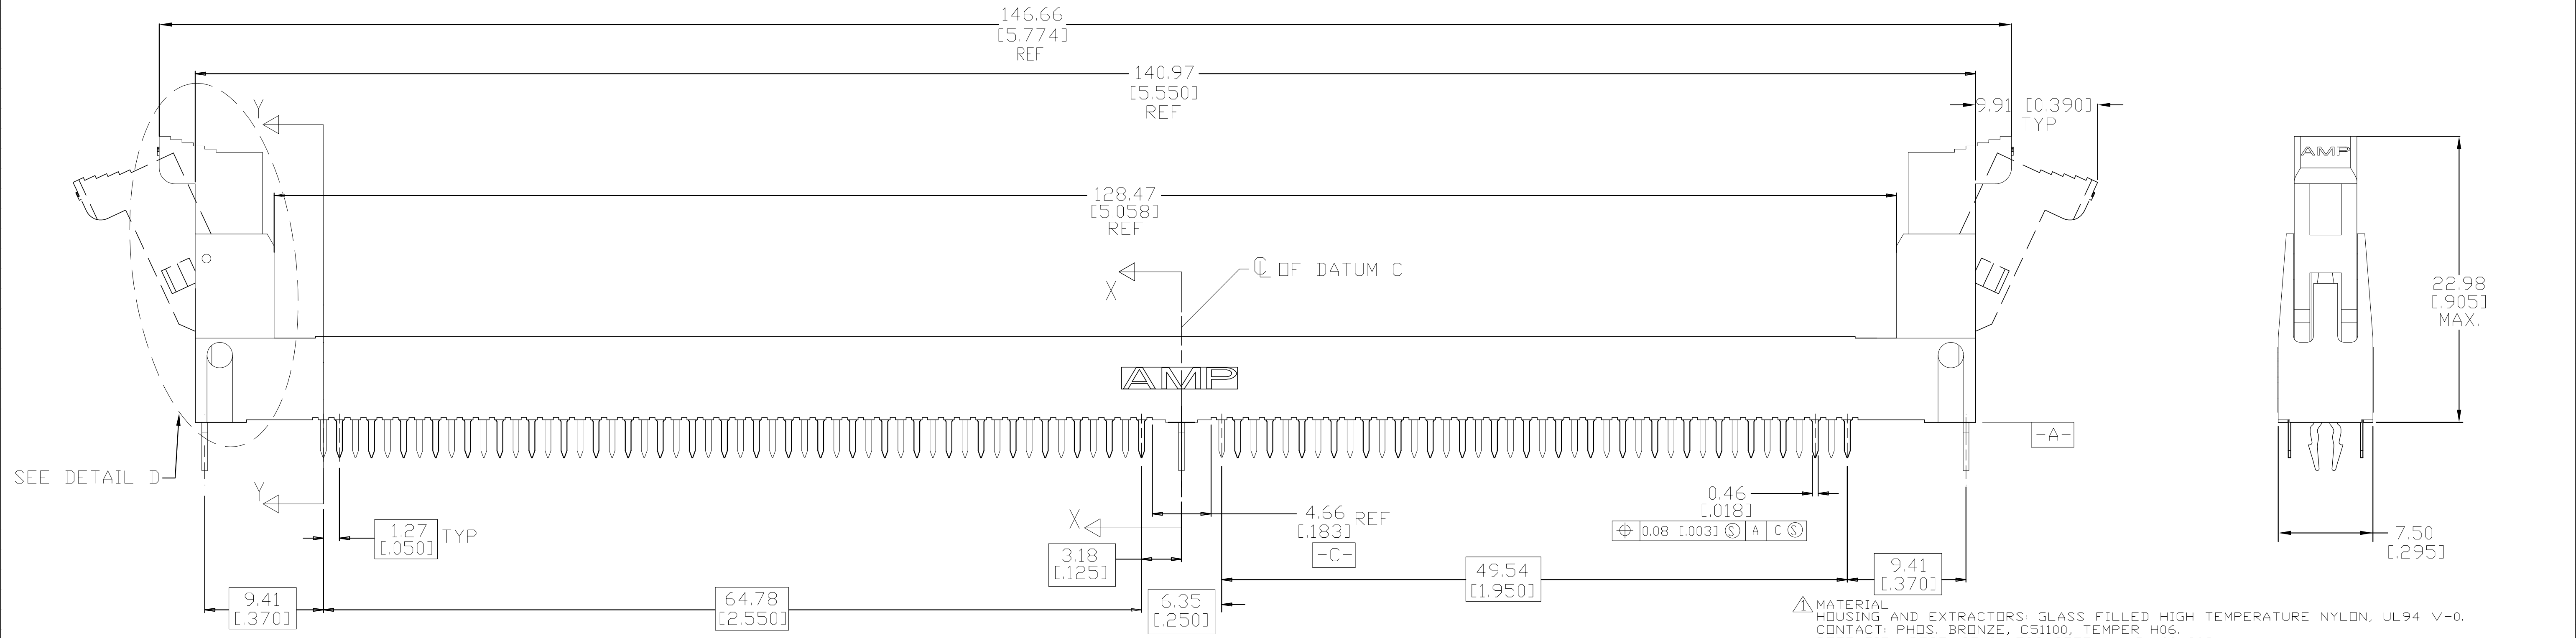 146.66
[5.774]
REF
140.97
[5.550]
REF
9.91 [0.390]
TYP
Y
AMP
128.47
[5.058]
REF
℄ OF DATUM C
X
22.98
[.905]
MAX.
AMP
-A-
SEE DETAIL D
Y
1.27
[.050] TYP
X
4.66 REF
[.183]
-C-
0.46
[.018]
⌖ 0.08 [.003] Ⓢ A C Ⓢ
7.50
[.295]
3.18
[.125]
9.41
[.370]
64.78
[2.550]
6.35
[.250]
49.54
[1.950]
9.41
[.370]
1 MATERIAL
HOUSING AND EXTRACTORS: GLASS FILLED HIGH TEMPERATURE NYLON, UL94 V-0.
CONTACT: PHOS. BRONZE, C51100, TEMPER H06.